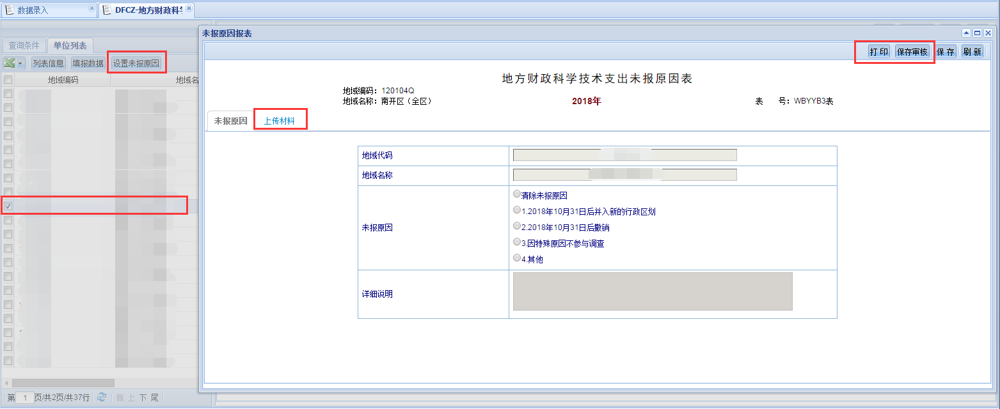 数据录入
DFCZ-地方财政科学
未报原因报表
查询条件 单位列表
打印 保存审核 保存 刷新
列表信息 填报数据 设置未报原因
地域编码 地域名
地方财政科学技术支出未报原因表
地域编码：120104Q
地域名称：南开区（全区） 2018年 表 号：WBYYB3表
未报原因 上传材料
地域代码
地域名称
未报原因
清除未报原因
1.2018年10月31日后并入新的行政区划
2.2018年10月31日后撤销
3.因特殊原因不参与调查
4.其他
详细说明
第 1 页/共2页/共37行 首 上 下 尾